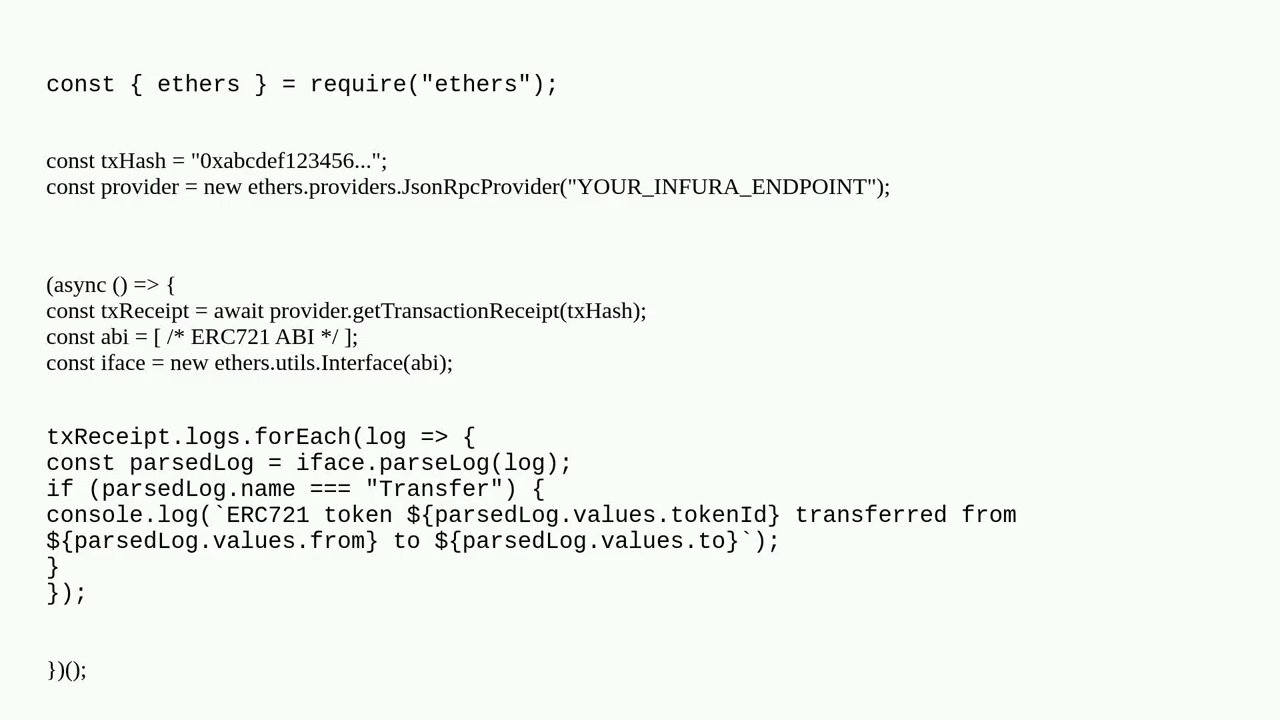 const { ethers } = require("ethers");
const txHash = "0xabcdef123456...";
const provider = new ethers.providers.JsonRpcProvider("YOUR_INFURA_ENDPOINT");
(async () => {
const txReceipt = await provider.getTransactionReceipt(txHash);
const abi = [ /* ERC721 ABI */ ];
const iface = new ethers.utils.Interface(abi);
txReceipt.logs.forEach(log => {
const parsedLog = iface.parseLog(log);
if (parsedLog.name === "Transfer") {
console.log(`ERC721 token ${parsedLog.values.tokenId} transferred from
${parsedLog.values.from} to ${parsedLog.values.to}`);
}
});
})();